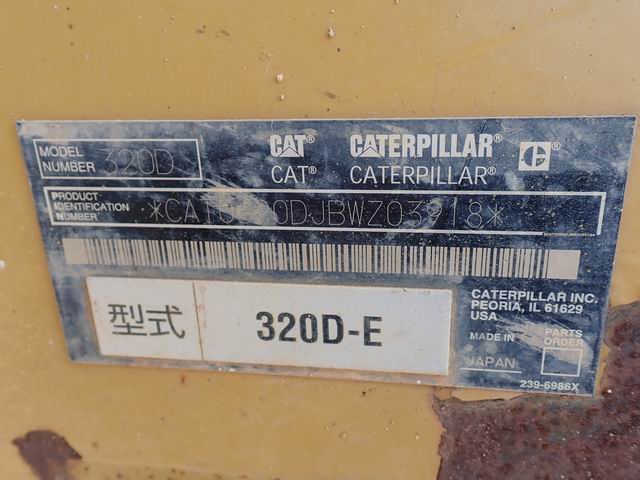 MODEL NUMBER 320D
CAT CATERPILLAR
CAT® CATERPILLAR®
PRODUCT IDENTIFICATION NUMBER
型式 320D-E
CATERPILLAR INC.
PEORIA, IL 61629
USA
MADE IN
JAPAN
PARTS ORDER
239-6986X